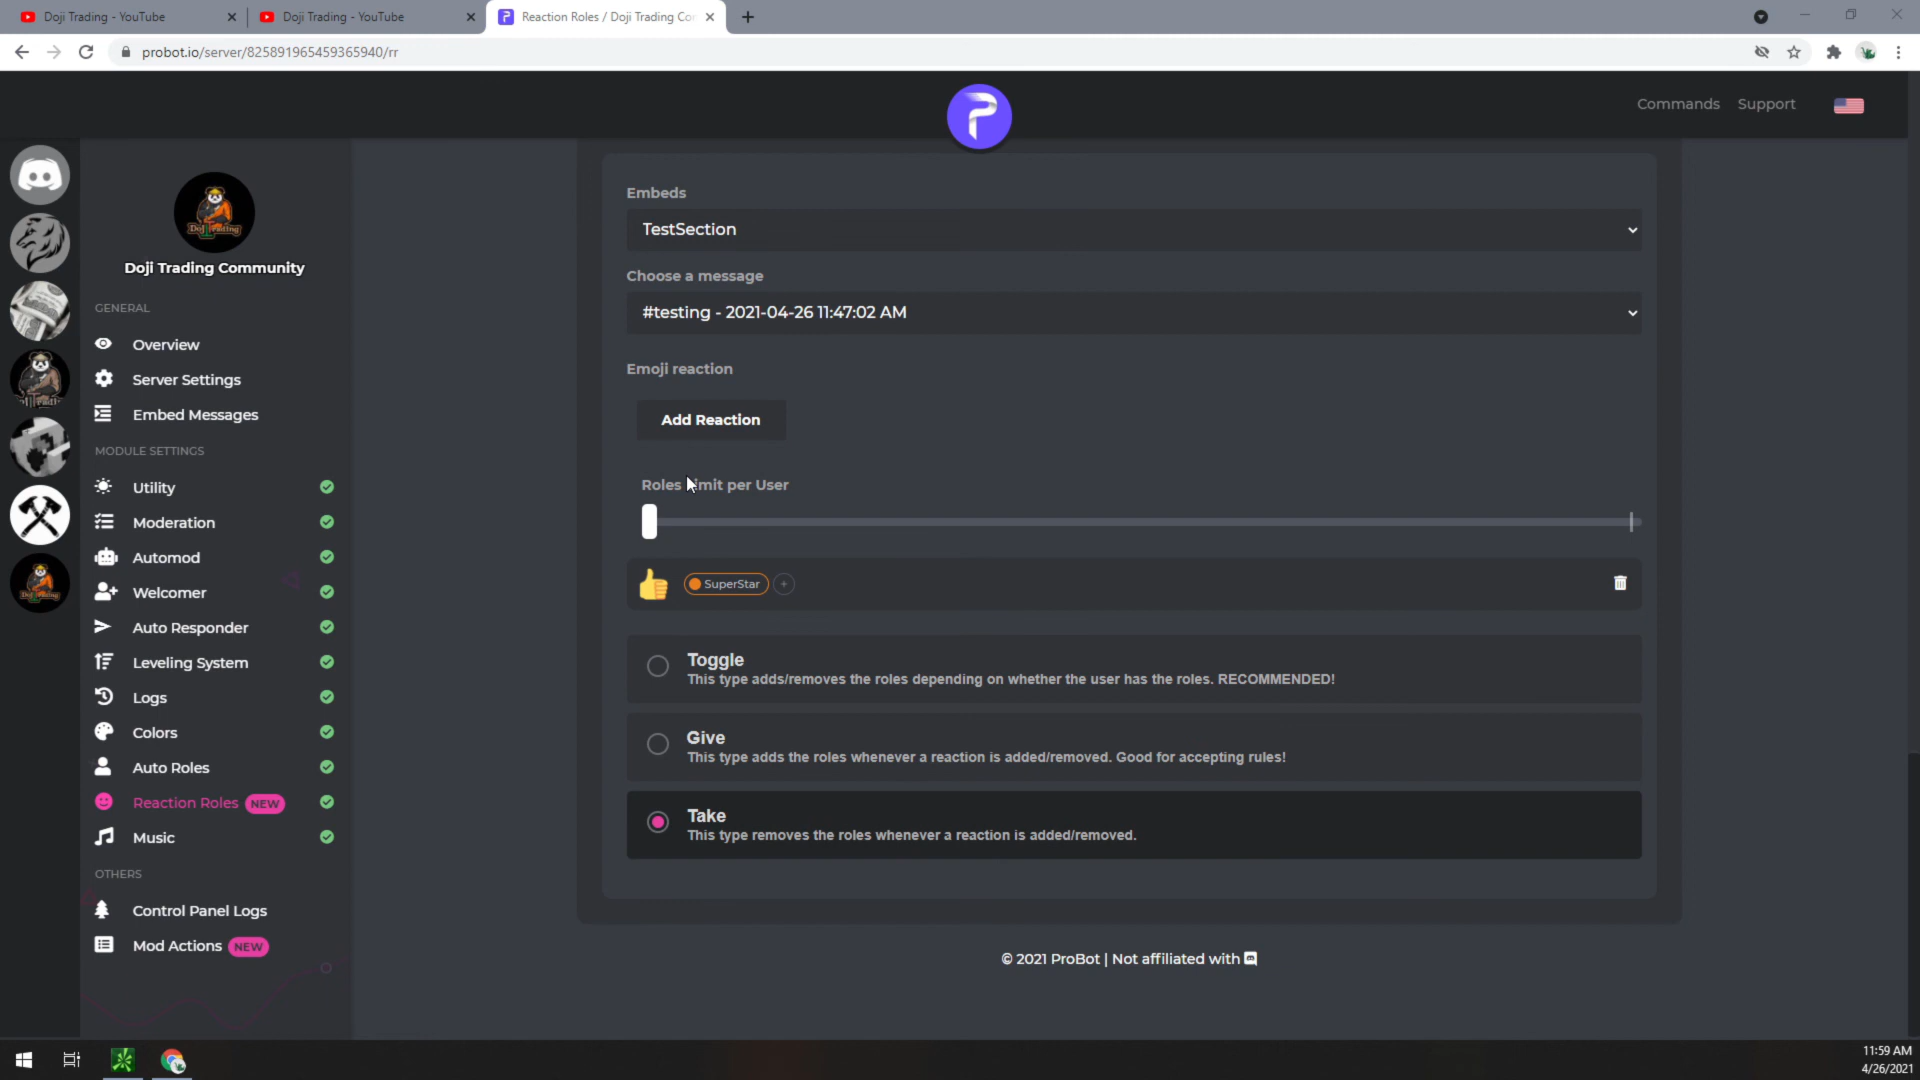 Doji Trading - YouTube
Doji Trading - YouTube
Reaction Roles / Doji Trading Co
probot.io/server/825891965459365940/rr
Commands
Support
Doji Trading Community
GENERAL
Overview
Server Settings
Embed Messages
MODULE SETTINGS
Utility
Moderation
Automod
Welcomer
Auto Responder
Leveling System
Logs
Colors
Auto Roles
Reaction Roles NEW
Music
OTHERS
Control Panel Logs
Mod Actions NEW
Embeds
TestSection
Choose a message
#testing - 2021-04-26 11:47:02 AM
Emoji reaction
Add Reaction
Roles Limit per User
SuperStar +
Toggle
This type adds/removes the roles depending on whether the user has the roles. RECOMMENDED!
Give
This type adds the roles whenever a reaction is added/removed. Good for accepting rules!
Take
This type removes the roles whenever a reaction is added/removed.
© 2021 ProBot | Not affiliated with
11:59 AM
4/26/2021